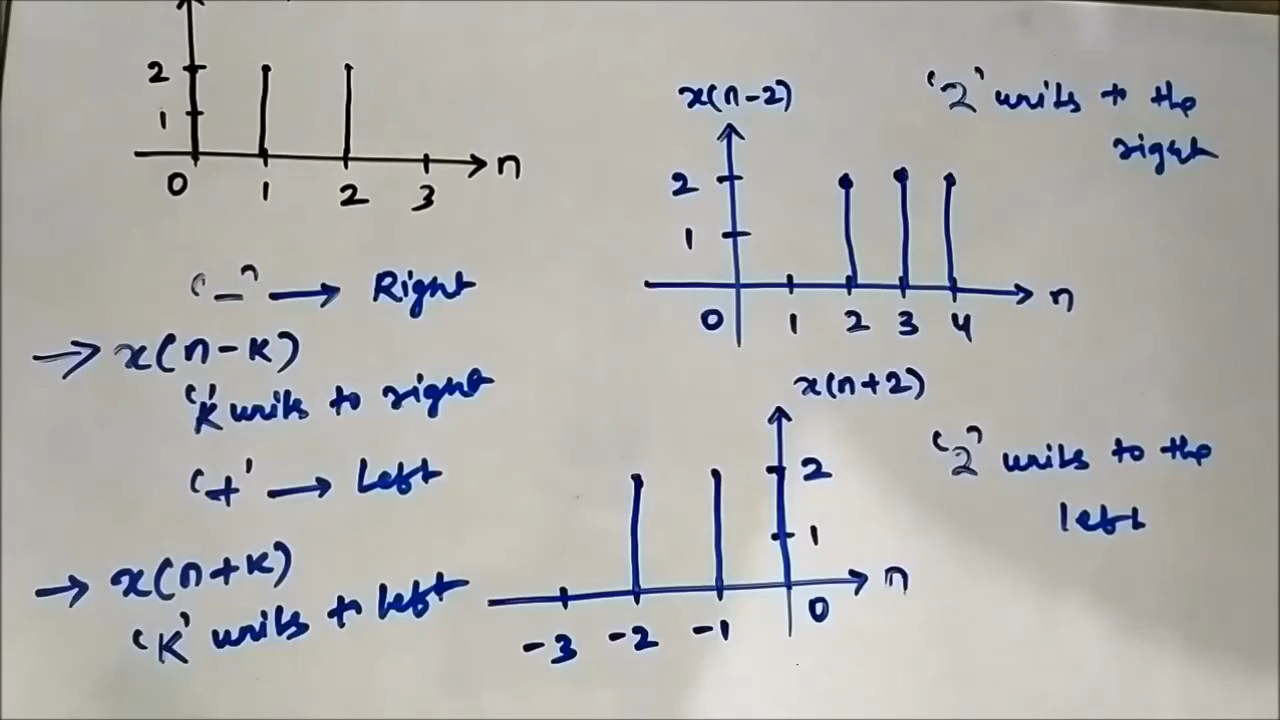 2
1
0 1 2 3 n
'-' → Right
→ x(n-k)
'k' units to right
'+' → Left
→ x(n+k)
'k' units to left
x(n-2)
'2' units to the
right
2
1
0 1 2 3 4 n
x(n+2)
'2' units to the
left
2
1
-3 -2 -1 0 n